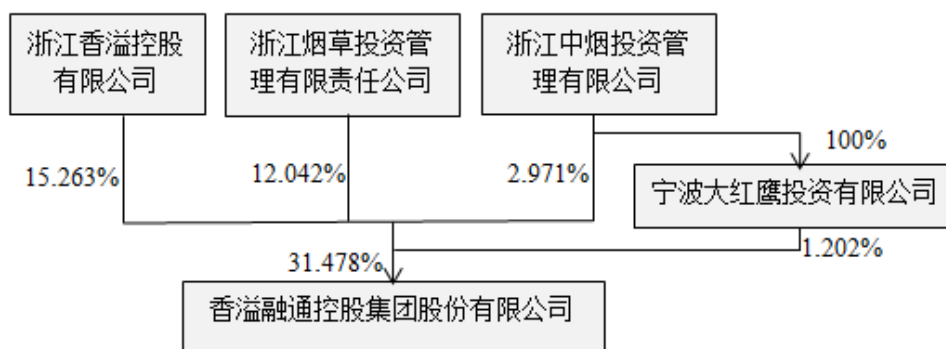 浙江香溢控股
有限公司
浙江烟草投资管
理有限责任公司
浙江中烟投资管
理有限公司
100%
15.263%
12.042%
2.971%
宁波大红鹰投资有限公司
1.202%
31.478%
香溢融通控股集团股份有限公司